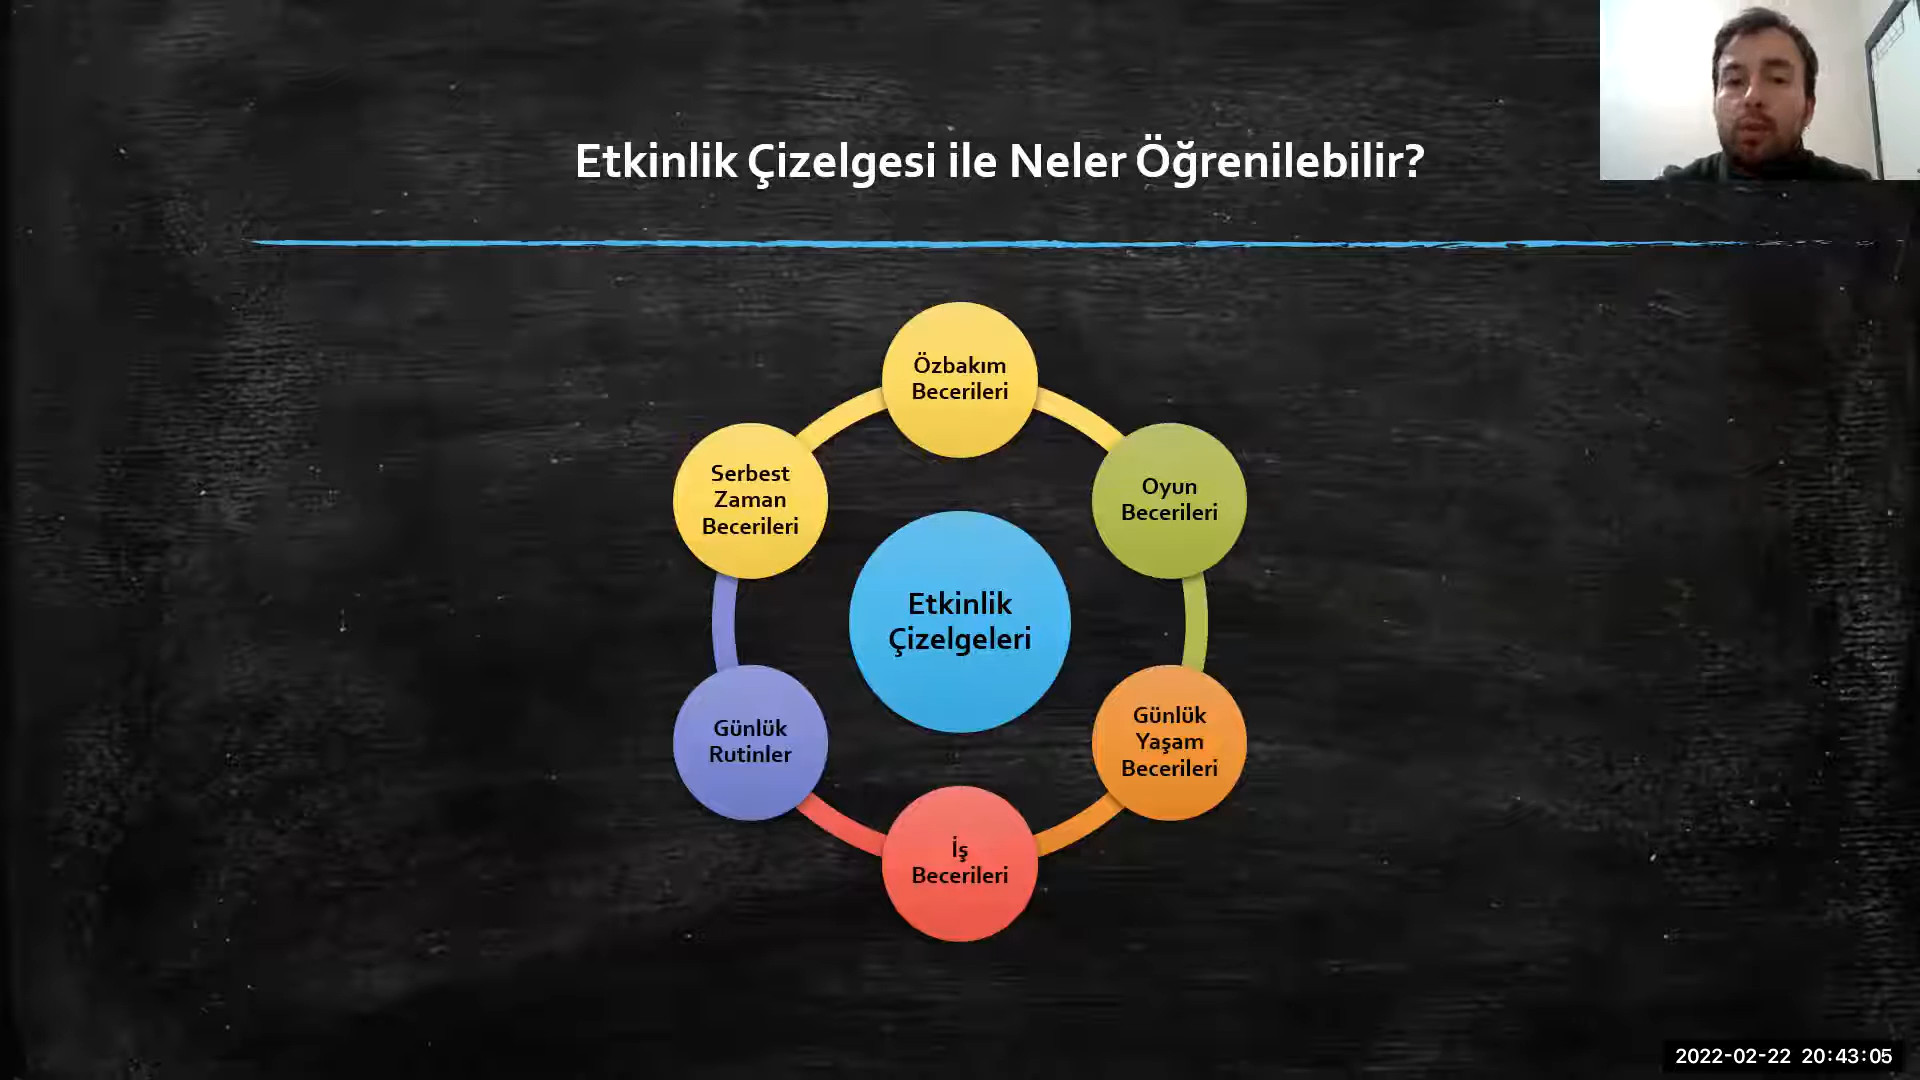 Etkinlik Çizelgesi ile Neler Öğrenilebilir?
Özbakım
Becerileri
Serbest
Zaman
Becerileri
Oyun
Becerileri
Etkinlik
Çizelgeleri
Günlük
Rutinler
Günlük
Yaşam
Becerileri
İş
Becerileri
2022-02-22 20:43:05